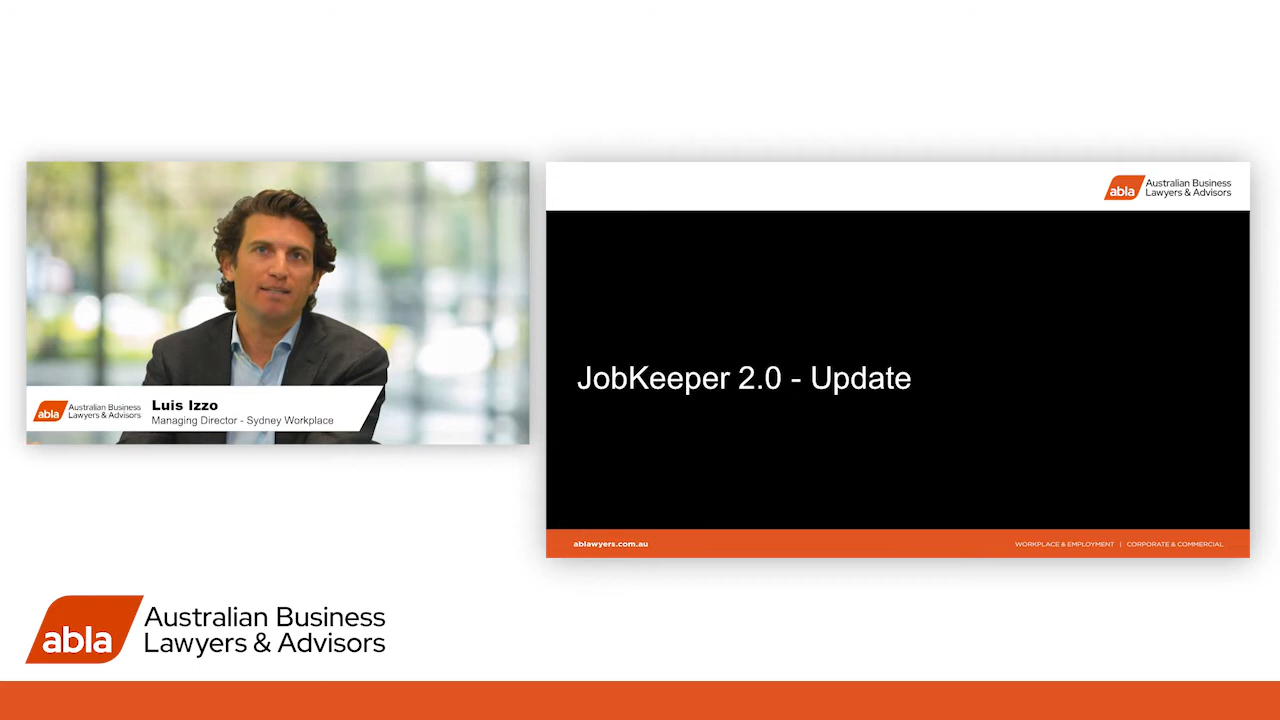 abla
Australian Business
Lawyers & Advisors
Luis Izzo
Managing Director - Sydney Workplace
abla
Australian Business
Lawyers & Advisors
JobKeeper 2.0 - Update
ablawyers.com.au
WORKPLACE & EMPLOYMENT | CORPORATE & COMMERCIAL
abla
Australian Business
Lawyers & Advisors